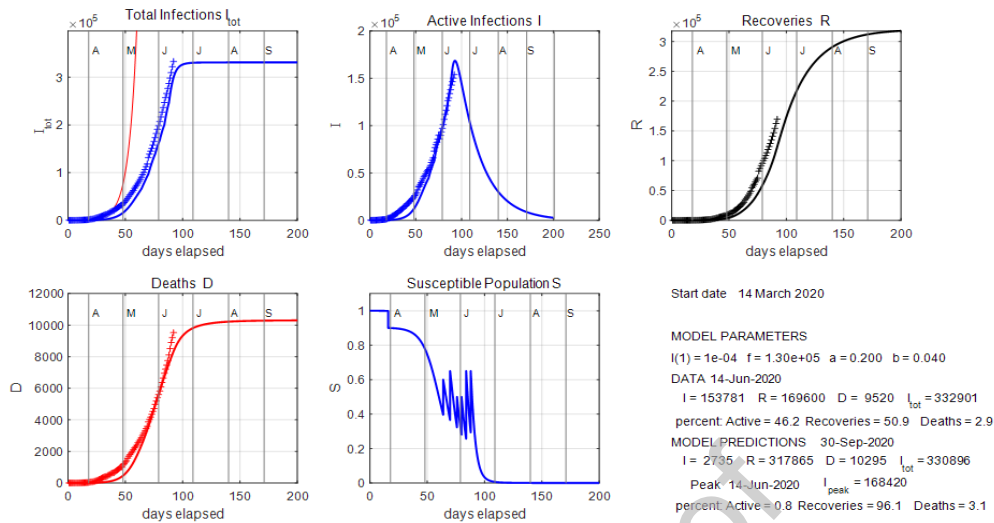 Total Infections I_tot
× 10^5
A M J J A S
3
2
1
0
I_tot
0 50 100 150 200
days elapsed
Active Infections I
× 10^5
A M J J A S
2
1.5
1
0.5
0
I
0 50 100 150 200 250
days elapsed
Recoveries R
× 10^5
A M J J A S
3
2.5
2
1.5
1
0.5
0
R
0 50 100 150 200
days elapsed
Deaths D
A M J J A S
12000
10000
8000
6000
4000
2000
0
D
0 50 100 150 200
days elapsed
Susceptible Population S
A M J J A S
1
0.8
0.6
0.4
0.2
0
S
0 50 100 150 200
days elapsed
Start date 14 March 2020
MODEL PARAMETERS
I(1) = 1e-04 f = 1.30e+05 a = 0.200 b = 0.040
DATA 14-Jun-2020
I = 153781 R = 169600 D = 9520 I_tot = 332901
percent: Active = 46.2 Recoveries = 50.9 Deaths = 2.9
MODEL PREDICTIONS 30-Sep-2020
I = 2735 R = 317865 D = 10295 I_tot = 330896
Peak 14-Jun-2020 I_peak = 168420
percent: Active = 0.8 Recoveries = 96.1 Deaths = 3.1